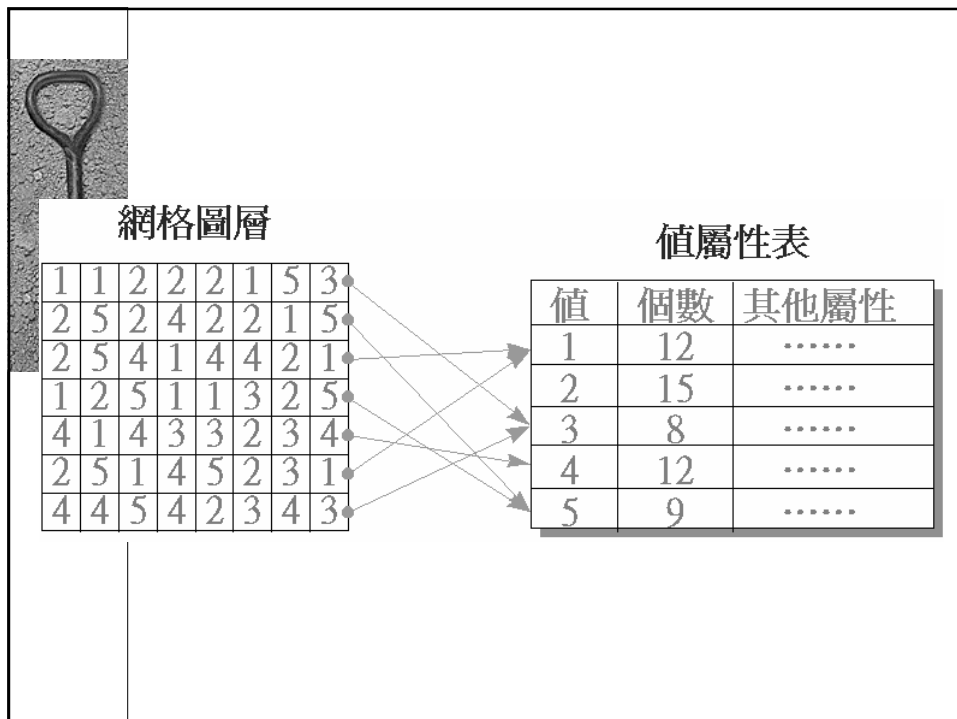 網格圖層
1 1 2 2 2 1 5 3
2 5 2 4 2 2 1 5
2 5 4 1 4 4 2 1
1 2 5 1 1 3 2 5
4 1 4 3 3 2 3 4
2 5 1 4 5 2 3 1
4 4 5 4 2 3 4 3
值屬性表
值 個數 其他屬性
1 12 ......
2 15 ......
3 8 ......
4 12 ......
5 9 ......